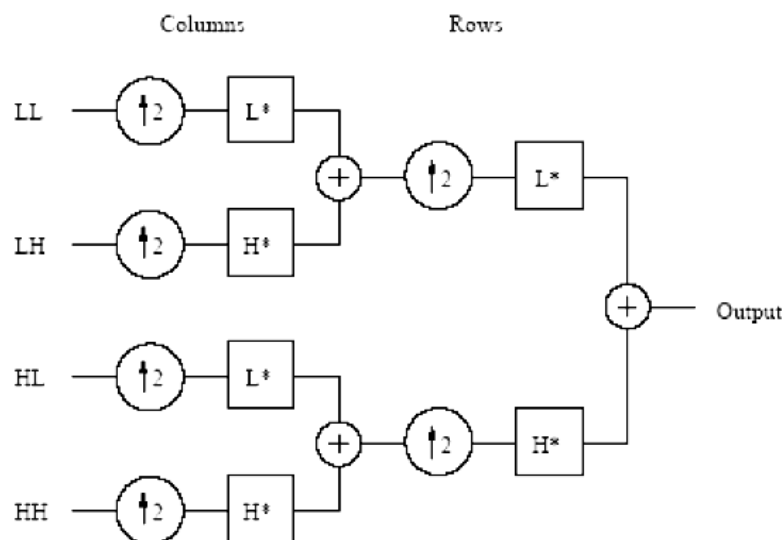 Columns Rows
LL ↑2 L*
↑2 L*
LH ↑2 H*
Output
HL ↑2 L*
↑2 H*
HH ↑2 H*